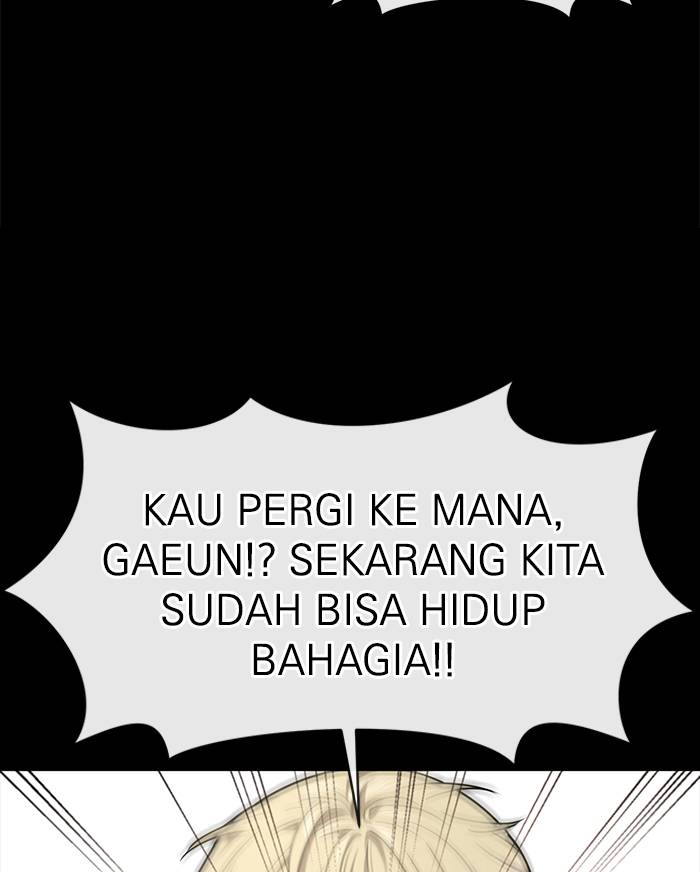 KAU PERGI KE MANA,
GAEUN!? SEKARANG KITA
SUDAH BISA HIDUP
BAHAGIA!!